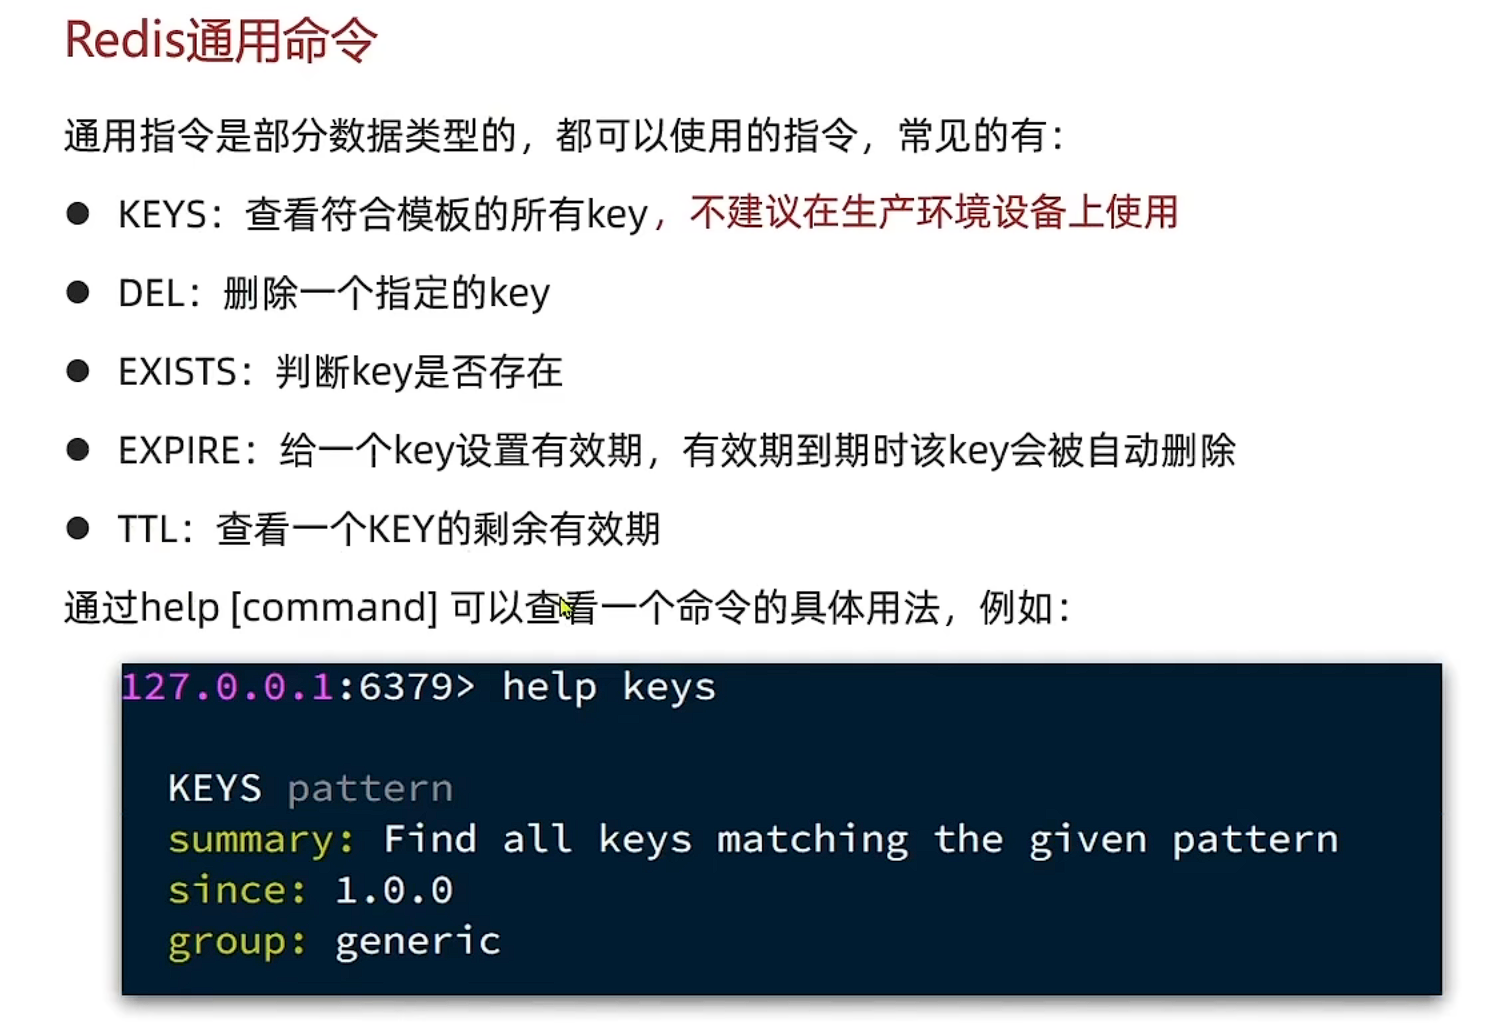 Redis通用命令
通用指令是部分数据类型的，都可以使用的指令，常见的有：
● KEYS：查看符合模板的所有key，不建议在生产环境设备上使用
● DEL：删除一个指定的key
● EXISTS：判断key是否存在
● EXPIRE：给一个key设置有效期，有效期到期时该key会被自动删除
● TTL：查看一个KEY的剩余有效期
通过help [command] 可以查看一个命令的具体用法，例如：
127.0.0.1:6379> help keys
KEYS pattern
summary: Find all keys matching the given pattern
since: 1.0.0
group: generic